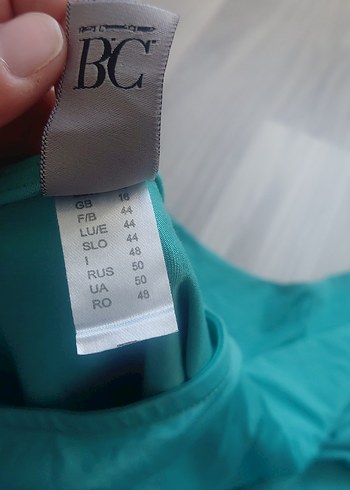 BC
GB 16
F/B 44
LU/E 44
SLO 44
I 48
RUS 50
UA 50
RO 48